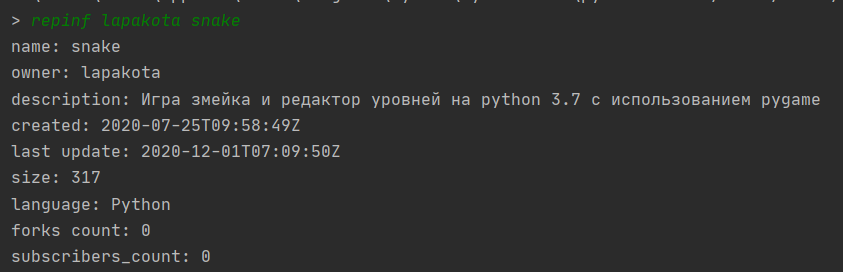 > repinf lapakota snake
name: snake
owner: lapakota
description: Игра змейка и редактор уровней на python 3.7 с использованием pygame
created: 2020-07-25T09:58:49Z
last update: 2020-12-01T07:09:50Z
size: 317
language: Python
forks count: 0
subscribers_count: 0